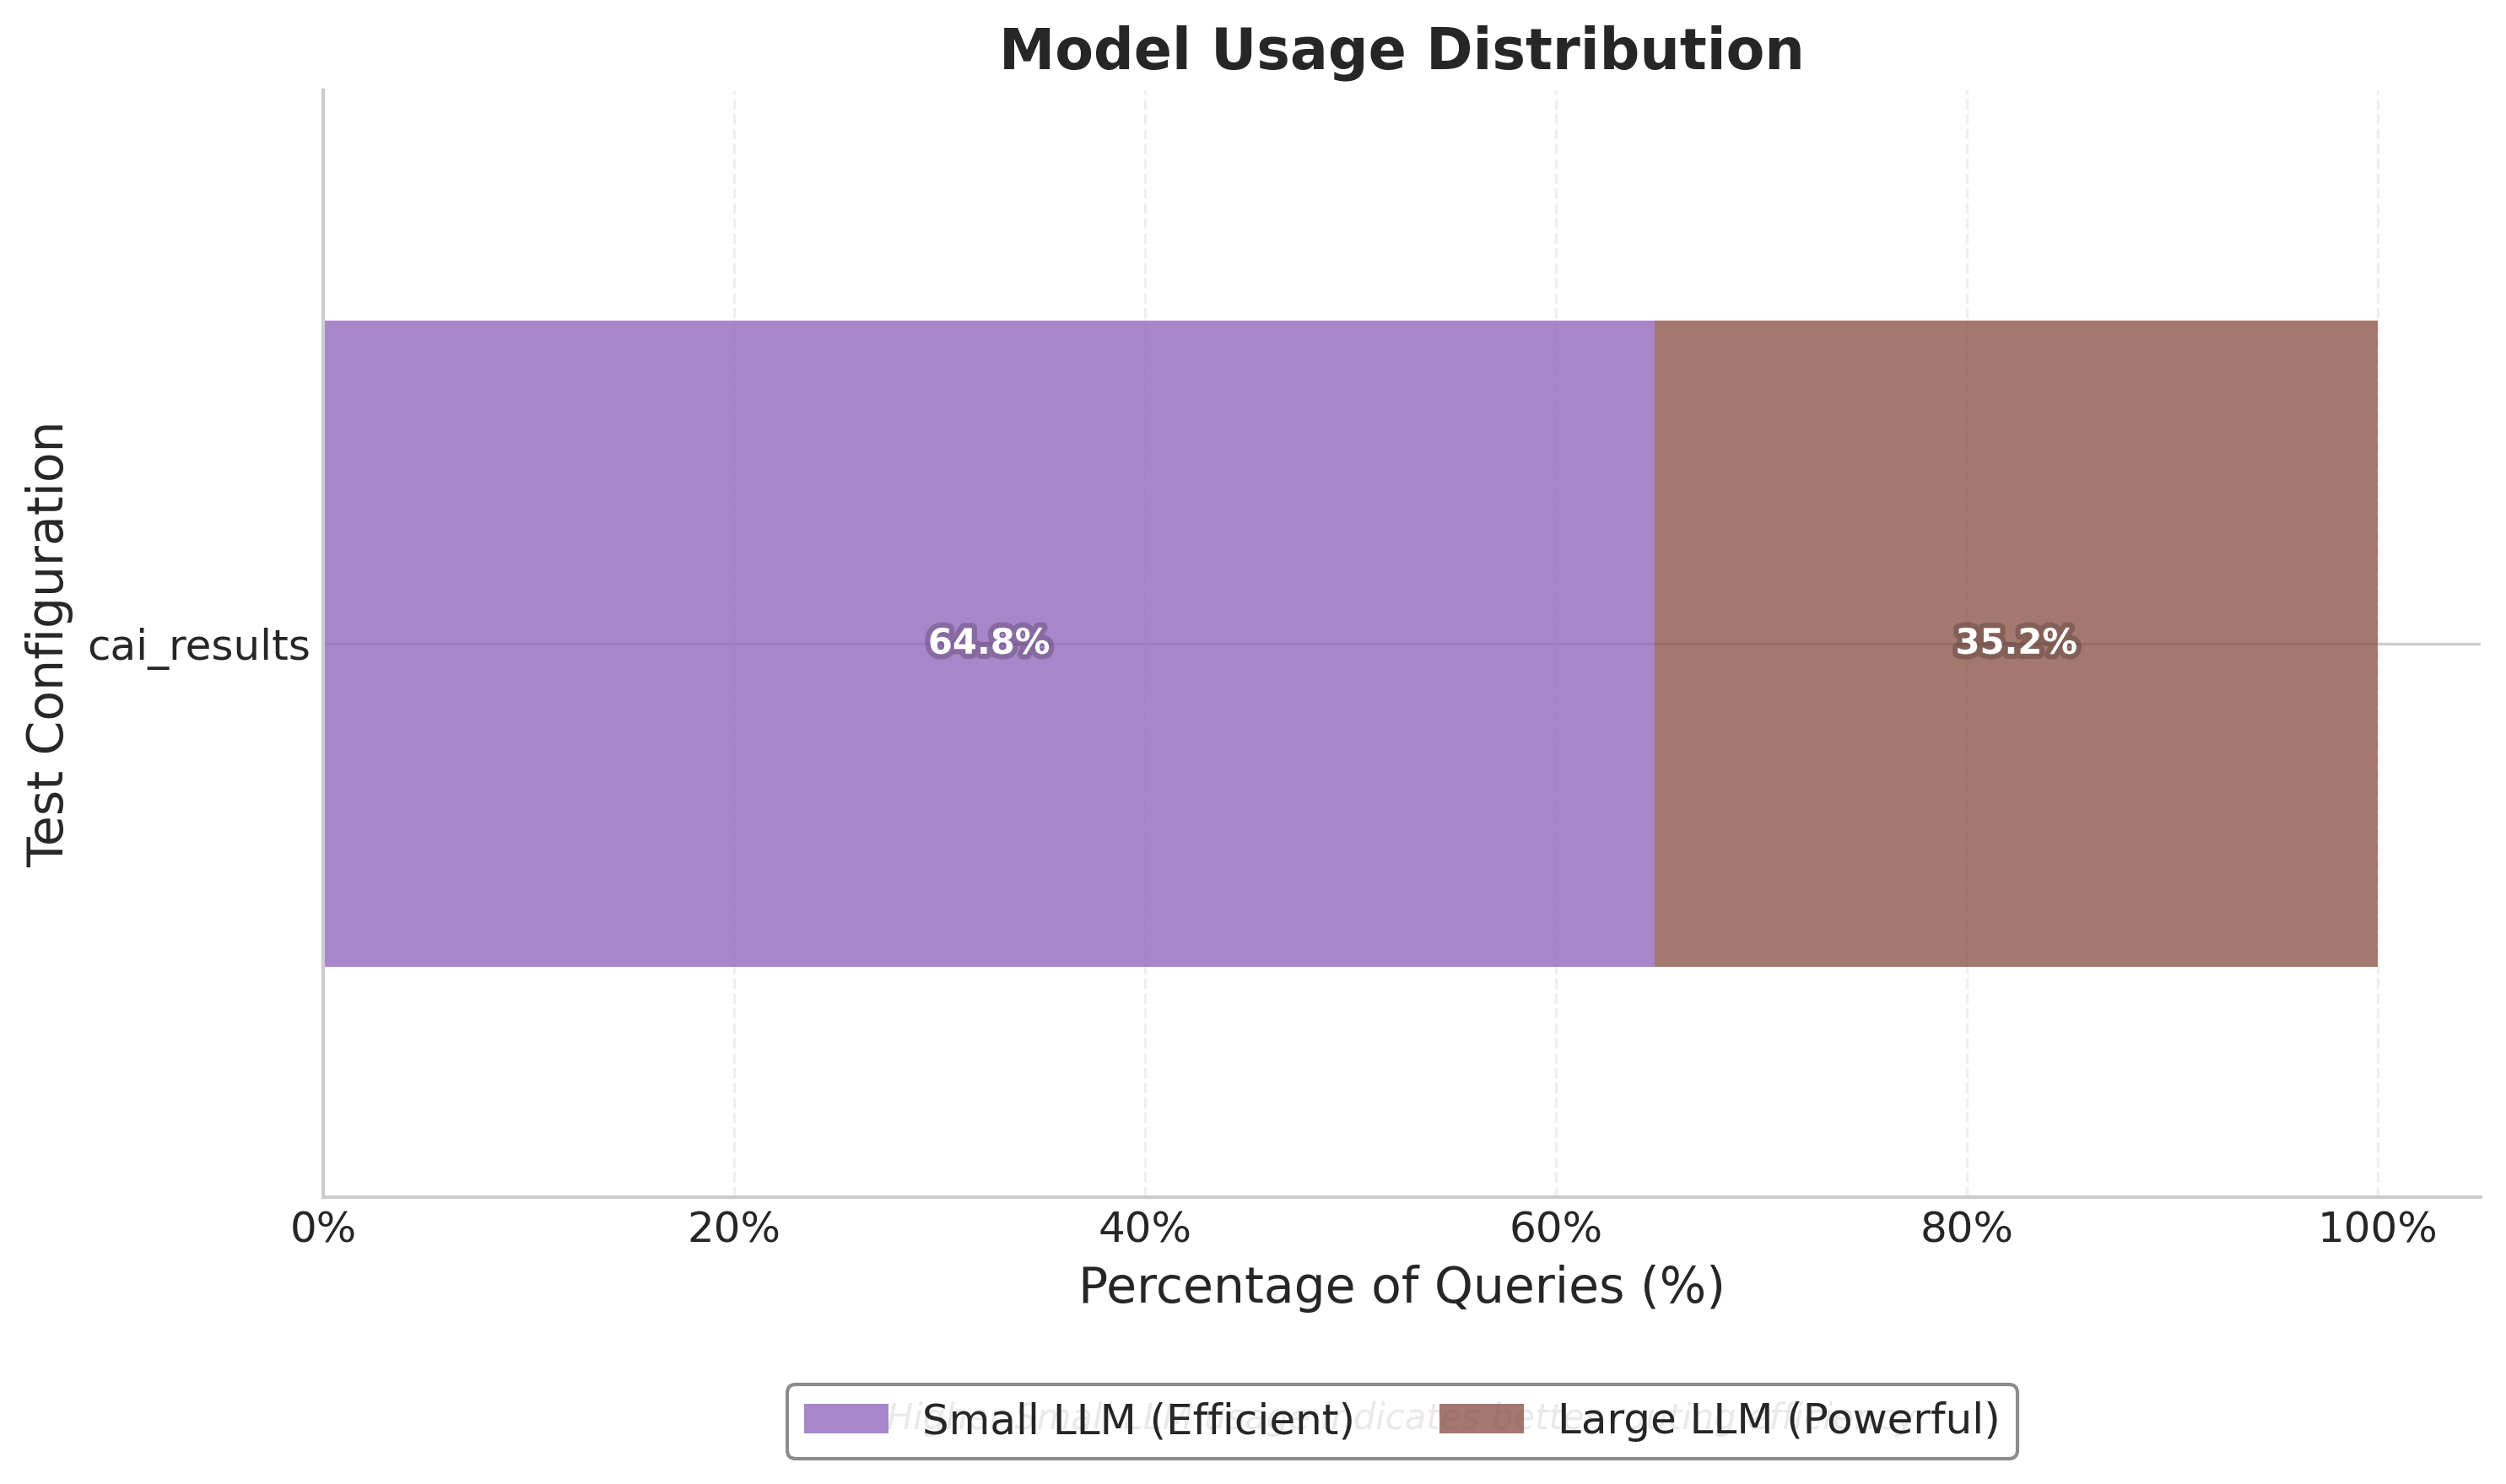 Model Usage Distribution
Test Configuration
cai_results
64.8%
35.2%
0%
20%
40%
60%
80%
100%
Percentage of Queries (%)
Small LLM (Efficient)
Large LLM (Powerful)